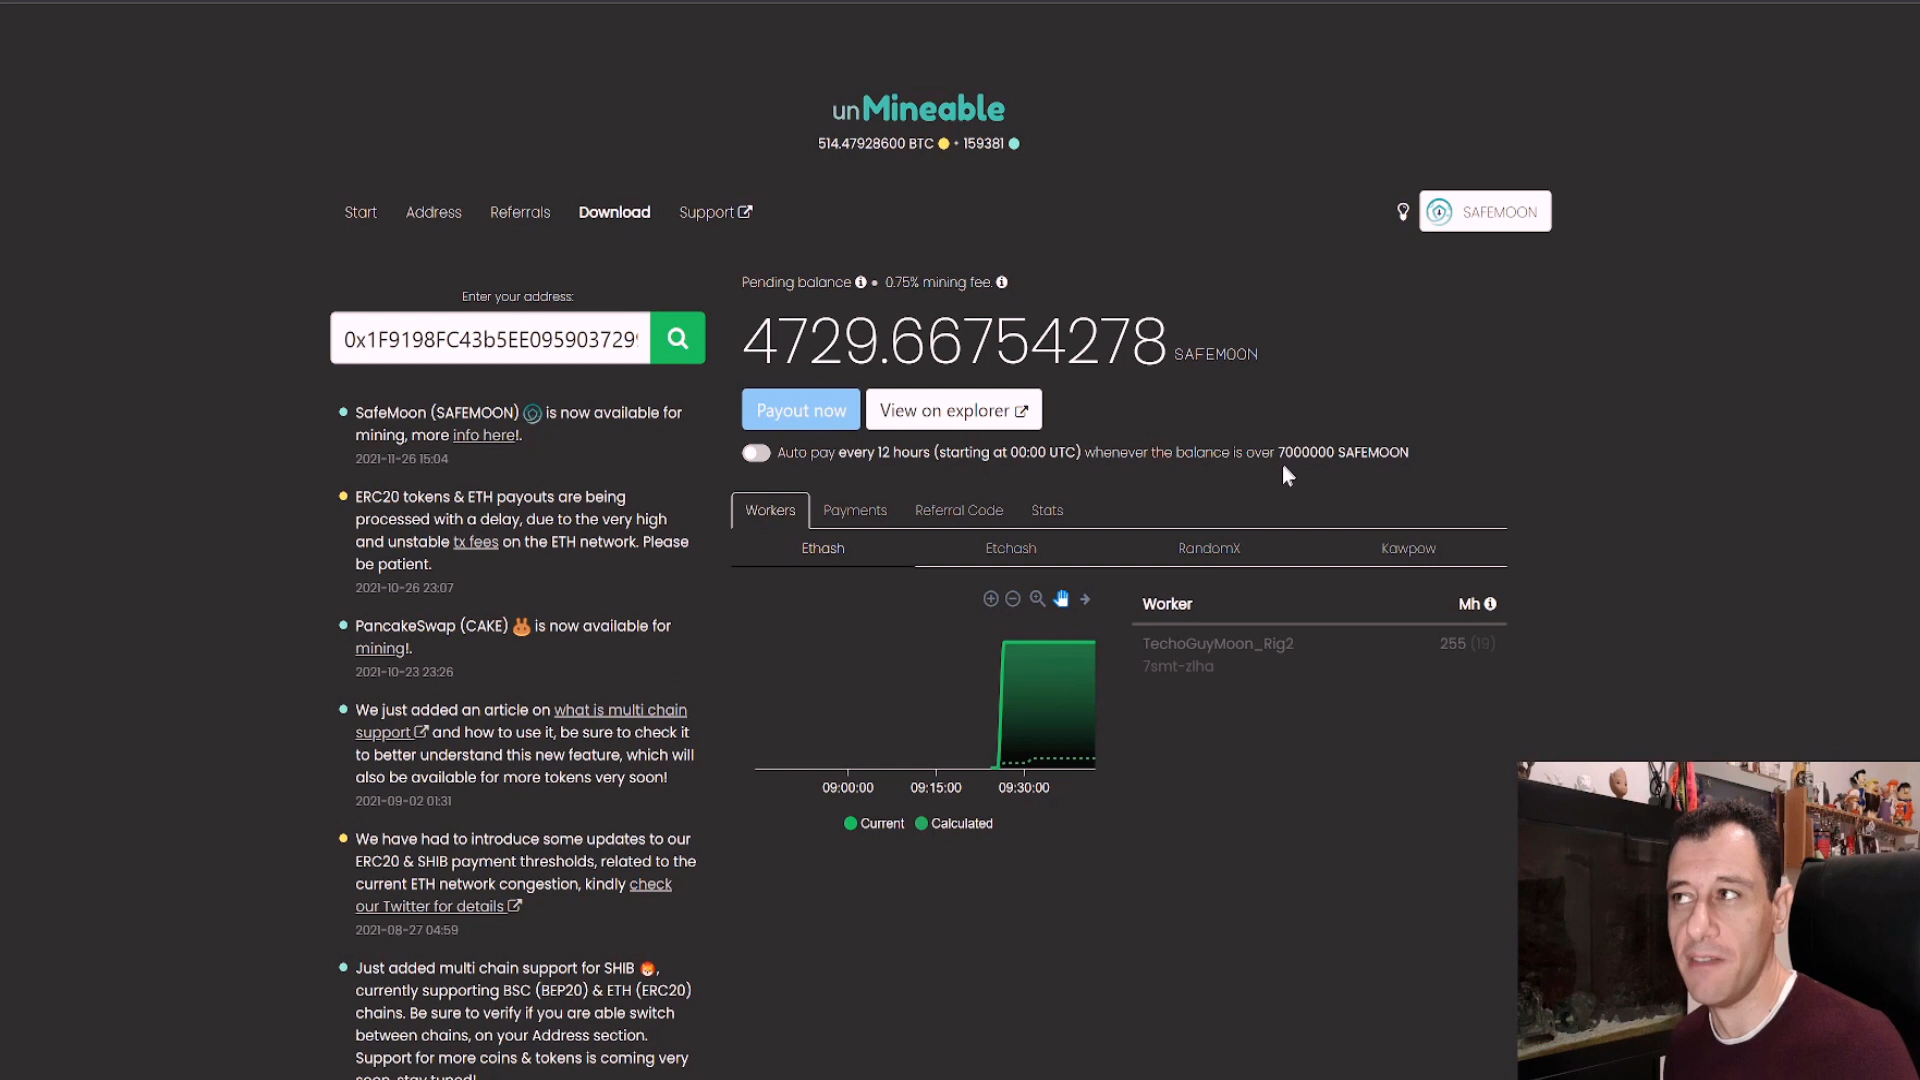 unMineable
514.47928600 BTC • 159381
Start Address Referrals Download Support
SAFEMOON
Enter your address:
0x1F9198FC43b5EE0959037299
SafeMoon (SAFEMOON) is now available for
mining, more info here!.
2021-11-26 15:04
ERC20 tokens & ETH payouts are being
processed with a delay, due to the very high
and unstable tx fees on the ETH network. Please
be patient.
2021-10-26 23:07
PancakeSwap (CAKE) is now available for
mining!.
2021-10-23 23:26
We just added an article on what is multi chain
support and how to use it, be sure to check it
to better understand this new feature, which will
also be available for more tokens very soon!
2021-09-02 01:31
We have had to introduce some updates to our
ERC20 & SHIB payment thresholds, related to the
current ETH network congestion, kindly check
our Twitter for details
2021-08-27 04:59
Just added multi chain support for SHIB ,
currently supporting BSC (BEP20) & ETH (ERC20)
chains. Be sure to verify if you are able switch
between chains, on your Address section.
Support for more coins & tokens is coming very
soon, stay tuned!
Pending balance • 0.75% mining fee.
4729.66754278 SAFEMOON
Payout now View on explorer
Auto pay every 12 hours (starting at 00:00 UTC) whenever the balance is over 7000000 SAFEMOON
Workers Payments Referral Code Stats
Ethash Etchash RandomX Kawpow
09:00:00 09:15:00 09:30:00
Current Calculated
Worker Mh
TechoGuyMoon_Rig2 255 (19)
7smt-zlha